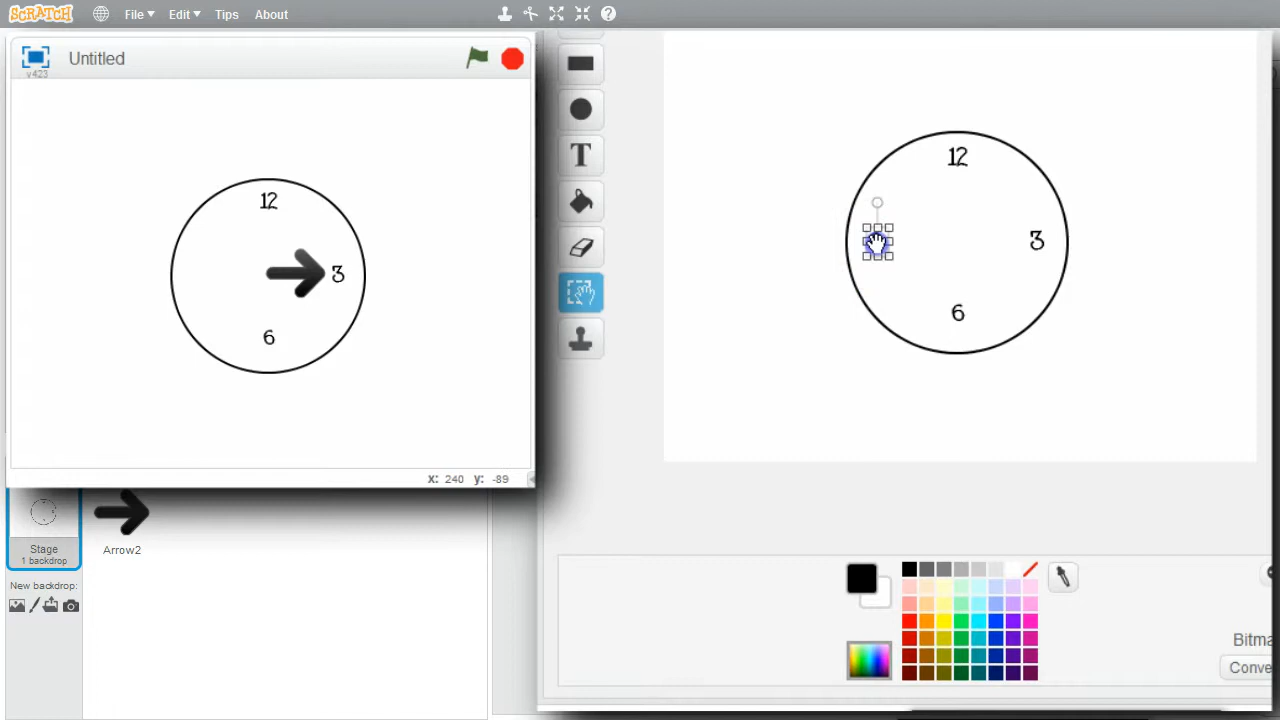 SCRATCH File Edit Tips About
v423 Untitled
12
3
6
x: 240 y: -89
Stage
1 backdrop
New backdrop:
Arrow2
T
12
3
6
Bitma
Conve